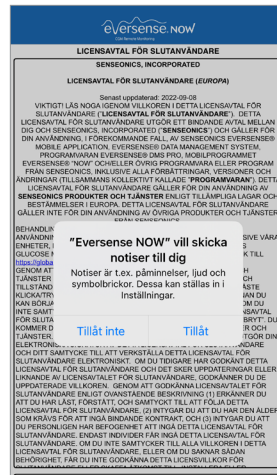 eversense. NOW
CGM Remote Monitoring
LICENSAVTAL FÖR SLUTANVÄNDARE
SENSEONICS, INCORPORATED
LICENSAVTAL FÖR SLUTANVÄNDARE (EUROPA)
Senast uppdaterad: 2022-09-08
VIKTIGT! LÄS NOGA IGENOM VILLKOREN I DETTA LICENSAVTAL FÖR
SLUTANVÄNDARE ("LICENSAVTAL FÖR SLUTANVÄNDARE"). DETTA
LICENSAVTAL FÖR SLUTANVÄNDARE UTGÖR ETT BINDANDE AVTAL MELLAN
DIG OCH SENSEONICS, INCORPORATED ("SENSEONICS") OCH GÄLLER FÖR
DIN ANVÄNDNING, I FÖREKOMMANDE FALL, AV SENSEONICS EVERSENSE®
MOBILE APPLICATION, EVERSENSE® DATA MANAGEMENT SYSTEM,
PROGRAMVARAN EVERSENSE® DMS PRO, MOBILPROGRAMMET
EVERSENSE® "NOW" OCH/ELLER ÖVRIG PROGRAMVARA ELLER PROGRAM
FRÅN SENSEONICS, INKLUSIVE ALLA FÖRBÄTTRINGAR, VERSIONER OCH
ÄNDRINGAR (TILLSAMMANS KOLLEKTIVT KALLADE "PROGRAMVARAN"). DETTA
LICENSAVTAL FÖR SLUTANVÄNDARE GÄLLER FÖR DIN ANVÄNDNING AV
SENSEONICS PRODUKTER OCH TJÄNSTER ENLIGT TILLÄMPLIGA LAGAR OCH
BESTÄMMELSER I EUROPA. DETTA LICENSAVTAL FÖR SLUTANVÄNDARE
GÄLLER INTE FÖR DIN ANVÄNDNING AV ÖVRIGA PRODUKTER OCH TJÄNSTER
FRÅN SENSEONICS
"Eversense NOW" vill skicka
notiser till dig
Notiser är t.ex. påminnelser, ljud och
symbolbrickor. Dessa kan ställas in i
Inställningar.
Tillåt inte
Tillåt
OCH DITT SAMTYCKE TILL ATT VERKSTÄLLA DETTA LICENSAVTAL FÖR
SLUTANVÄNDARE ELEKTRONISKT. OM DU TIDIGARE HAR GODKÄNT DETTA
LICENSAVTAL FÖR SLUTANVÄNDARE OCH DET SKER UPPDATERINGAR ELLER
LIKNANDE AV LICENSAVTALET FÖR SLUTANVÄNDARE, GODKÄNNER DU DE
UPPDATERADE VILLKOREN. GENOM ATT GODKÄNNA LICENSAVTALET FÖR
SLUTANVÄNDARE ENLIGT OVANSTÅENDE BESKRIVNING (1) ERKÄNNER DU
ATT DU HAR LÄST, FÖRSTÅTT, OCH SAMTYCKT TILL ATT FÖLJA DETTA
LICENSAVTAL FÖR SLUTANVÄNDARE, (2) INTYGAR DU ATT DU HAR DEN ÅLDER
SOM KRÄVS FÖR ATT INGÅ BINDANDE KONTRAKT, OCH (3) INTYGAR DU ATT
DU PERSONLIGEN HAR BEFOGENHET ATT INGÅ DETTA LICENSAVTAL FÖR
SLUTANVÄNDARE. ENDAST INDIVIDER FÅR INGÅ DETTA LICENSAVTAL FÖR
SLUTANVÄNDARE. OM DU INTE SAMTYCKER TILL ALLA VILLKOREN I DETTA
LICENSAVTAL FÖR SLUTANVÄNDARE, ELLER OM DU SAKNAR SÅDAN
BEHÖRIGHET, FÅR DU INTE GODKÄNNA DETTA LICENSVILLKOR FÖR